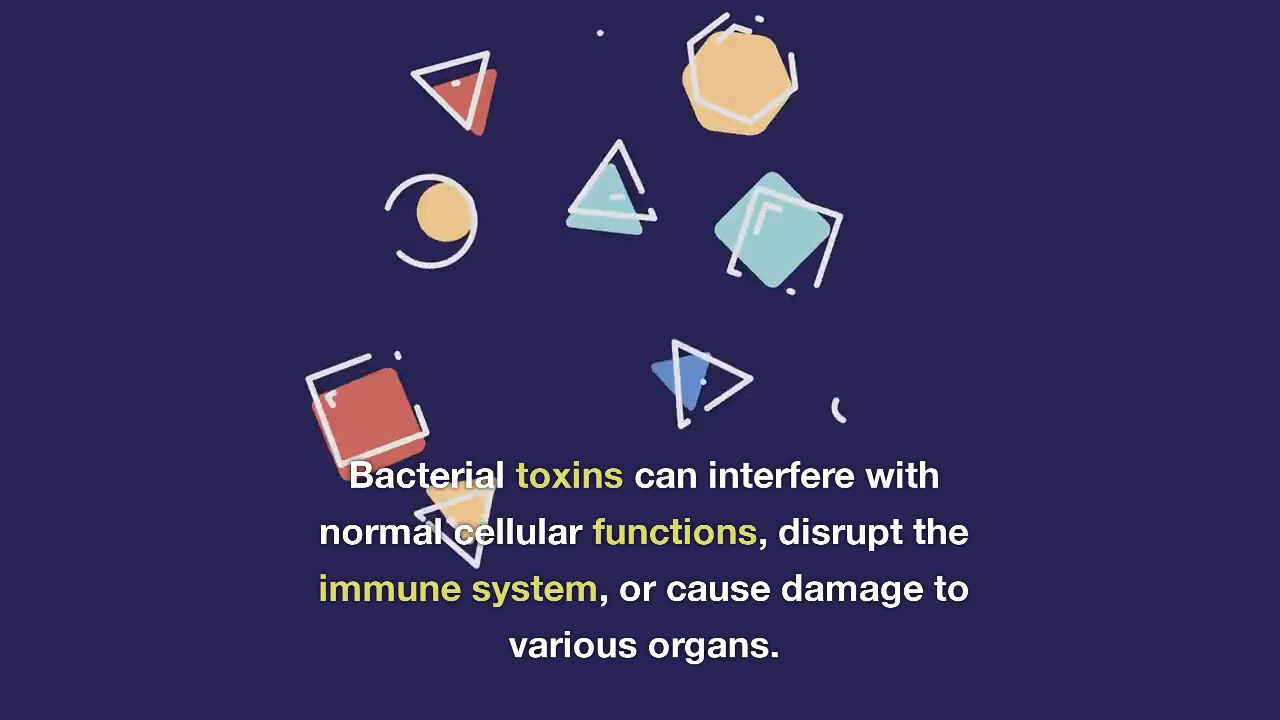 Bacterial toxins can interfere with
normal cellular functions, disrupt the
immune system, or cause damage to
various organs.